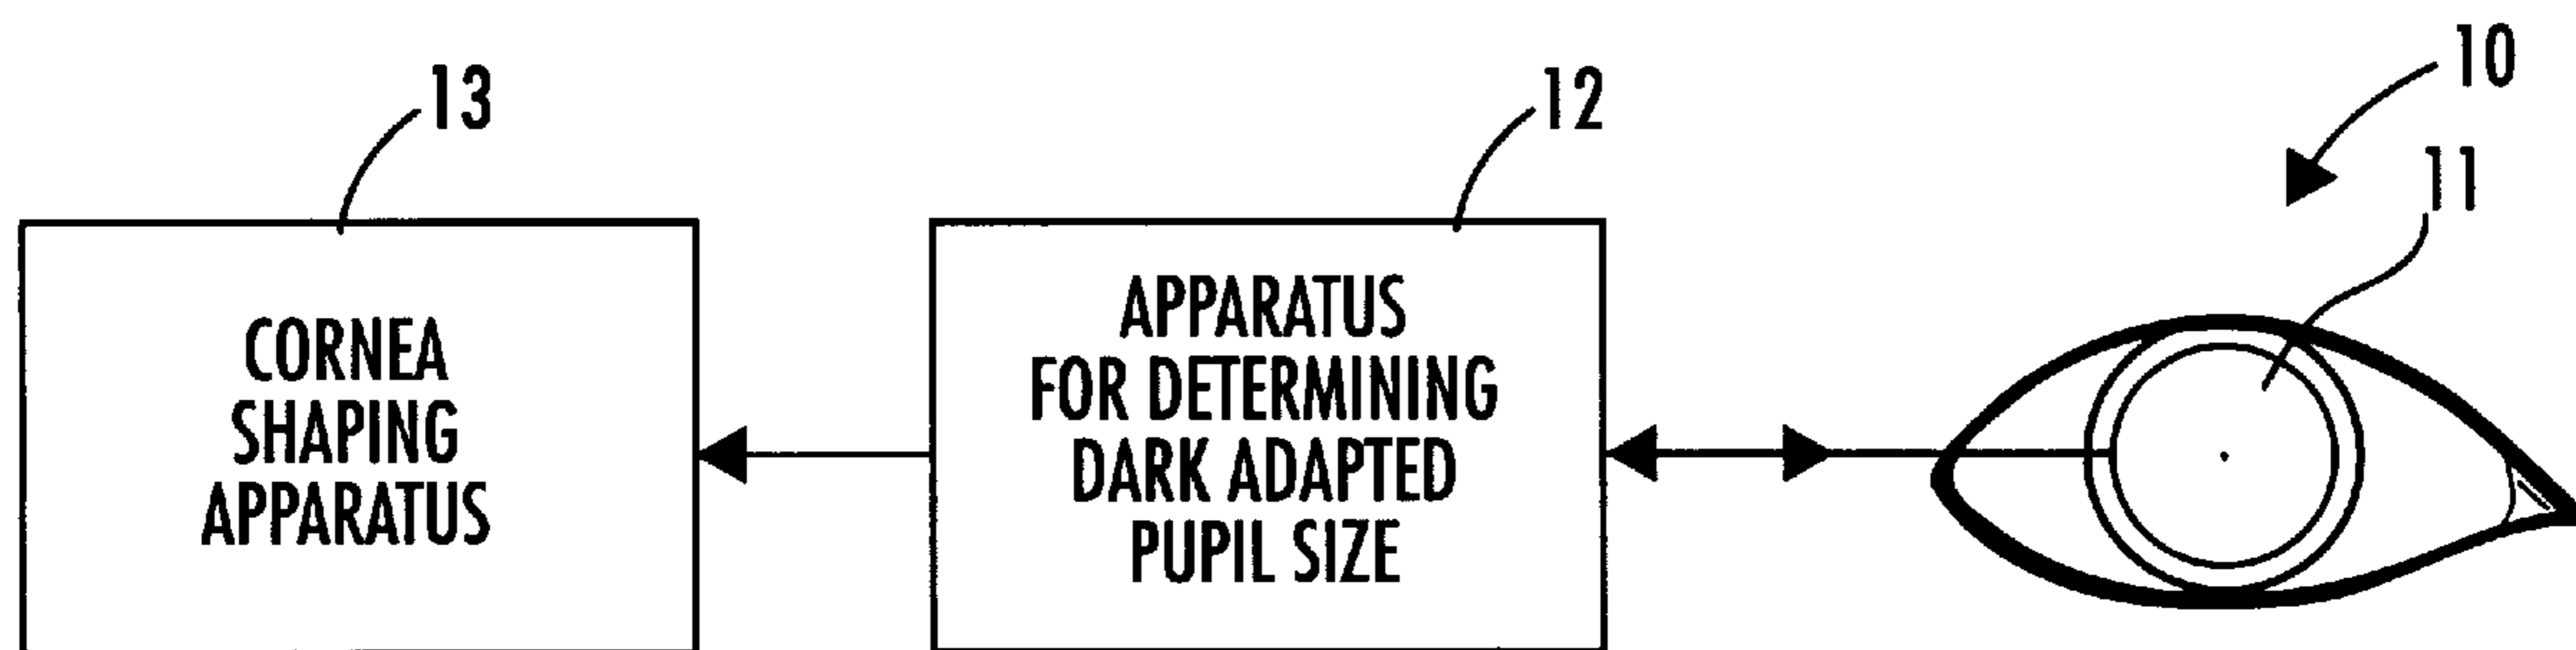 13
12
10
11
CORNEA
SHAPING
APPARATUS
APPARATUS
FOR DETERMINING
DARK ADAPTED
PUPIL SIZE